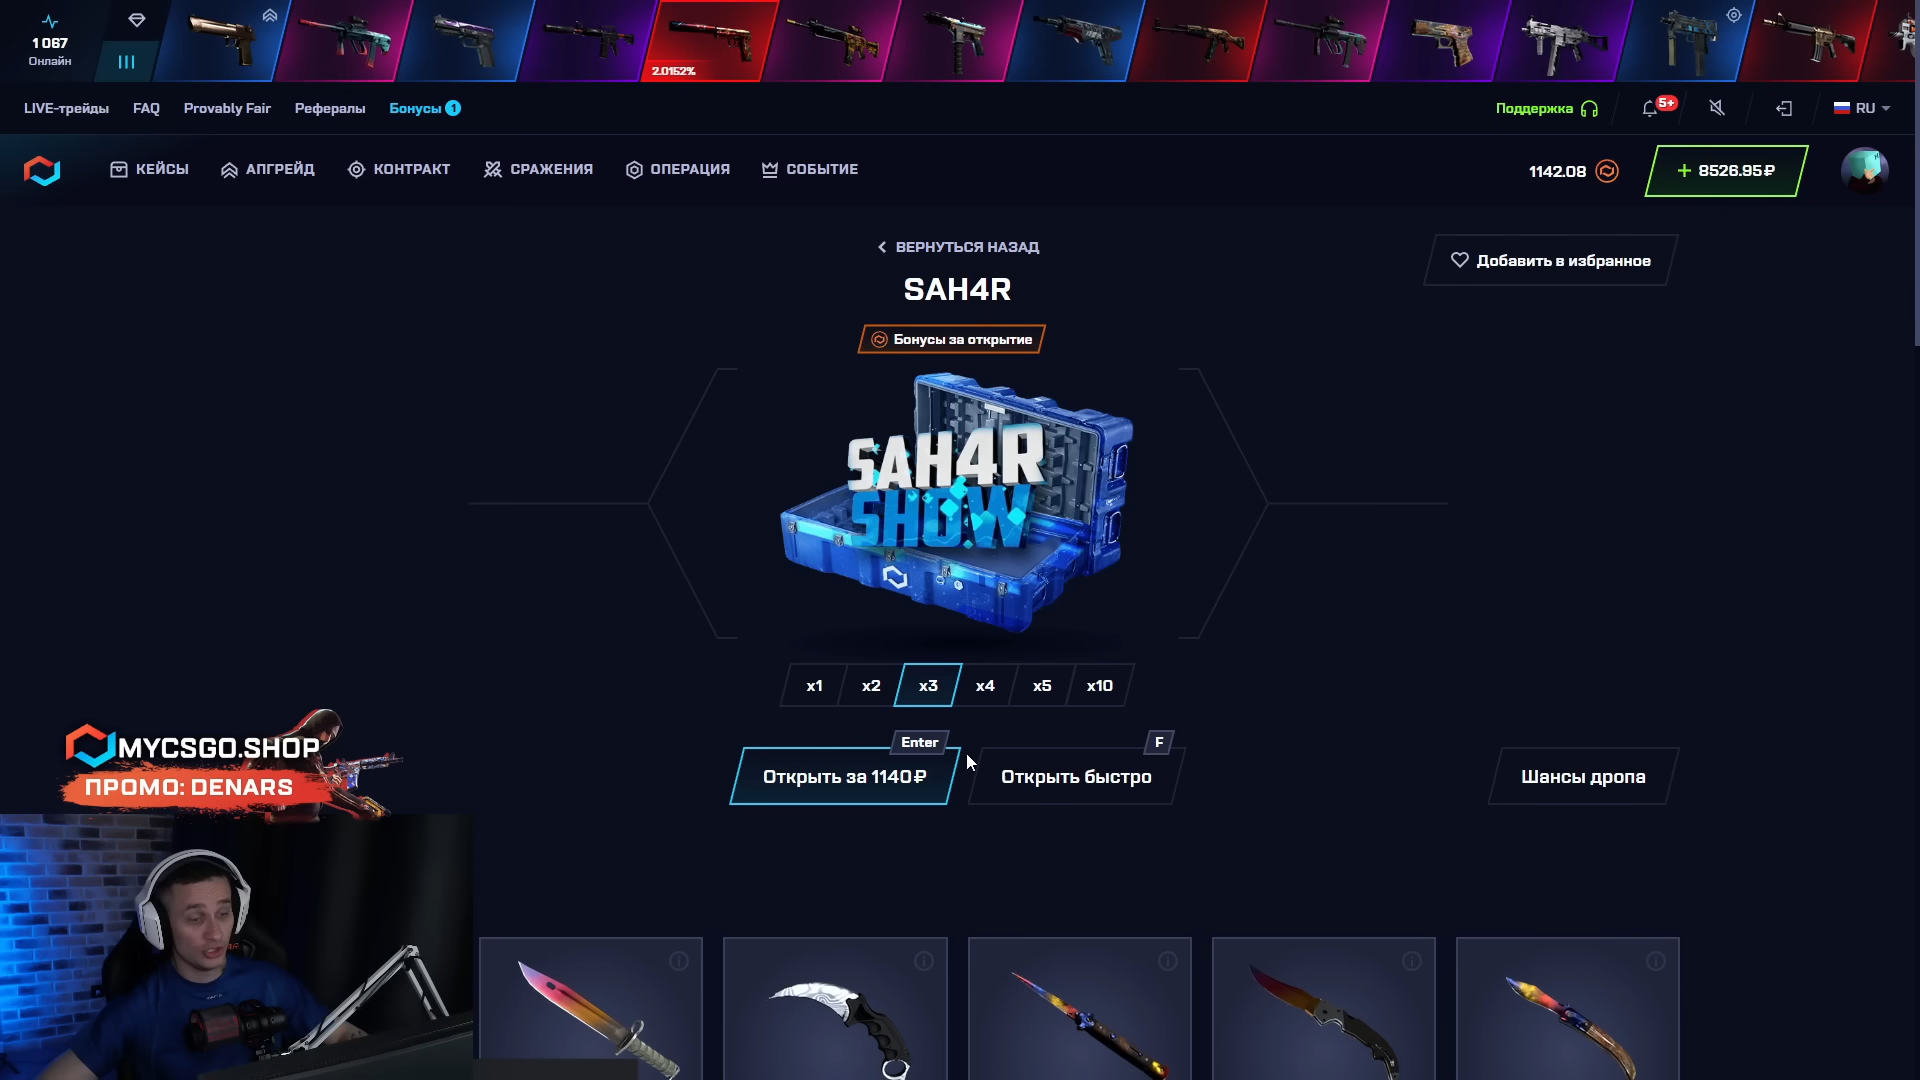 1 067
Онлайн
2.0152%
LIVE-трейды FAQ Provably Fair Рефералы Бонусы 1
Поддержка 5+ RU
КЕЙСЫ АПГРЕЙД КОНТРАКТ СРАЖЕНИЯ ОПЕРАЦИЯ СОБЫТИЕ
1142.08 + 8526.95₽
ВЕРНУТЬСЯ НАЗАД
Добавить в избранное
SAH4R
Бонусы за открытие
SAH4R
SHOW
x1 x2 x3 x4 x5 x10
Enter F
Открыть за 1140₽ Открыть быстро Шансы дропа
MYCSGO.SHOP
ПРОМО: DENARS